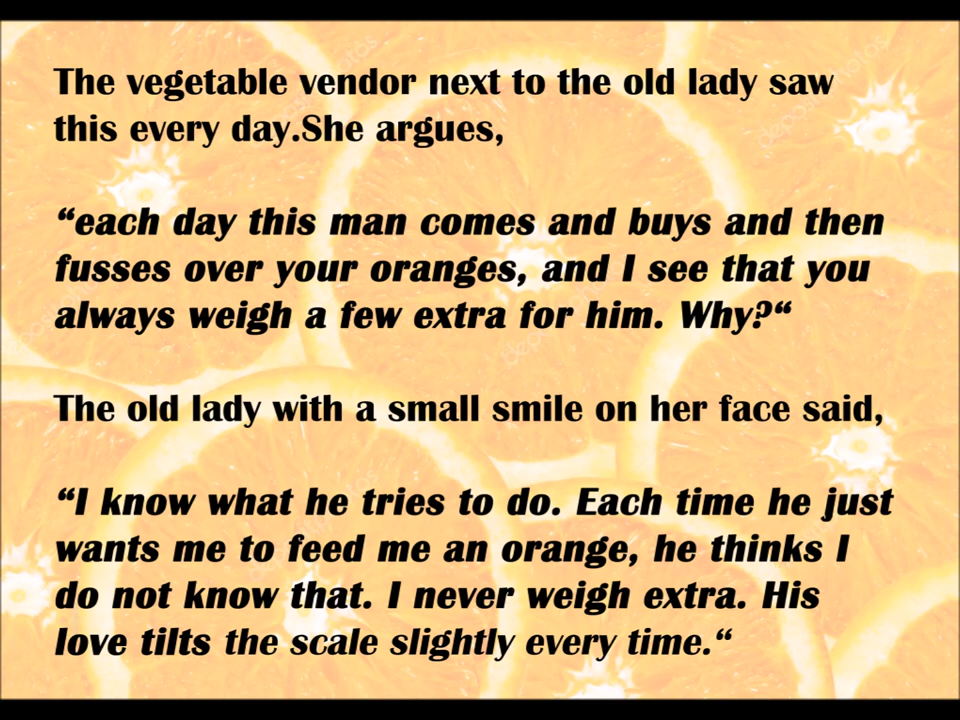 The vegetable vendor next to the old lady saw
this every day.She argues,
“each day this man comes and buys and then
fusses over your oranges, and I see that you
always weigh a few extra for him. Why?“
The old lady with a small smile on her face said,
“I know what he tries to do. Each time he just
wants me to feed me an orange, he thinks I
do not know that. I never weigh extra. His
love tilts the scale slightly every time.“